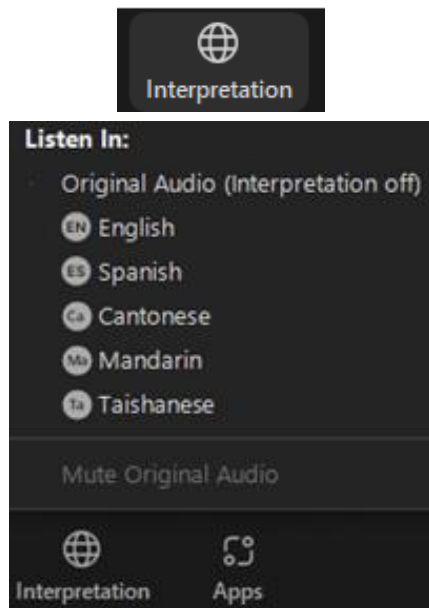 Interpretation
Listen In:
Original Audio (Interpretation off)
EN English
ES Spanish
Ca Cantonese
Ma Mandarin
Ta Taishanese
Mute Original Audio
Interpretation Apps